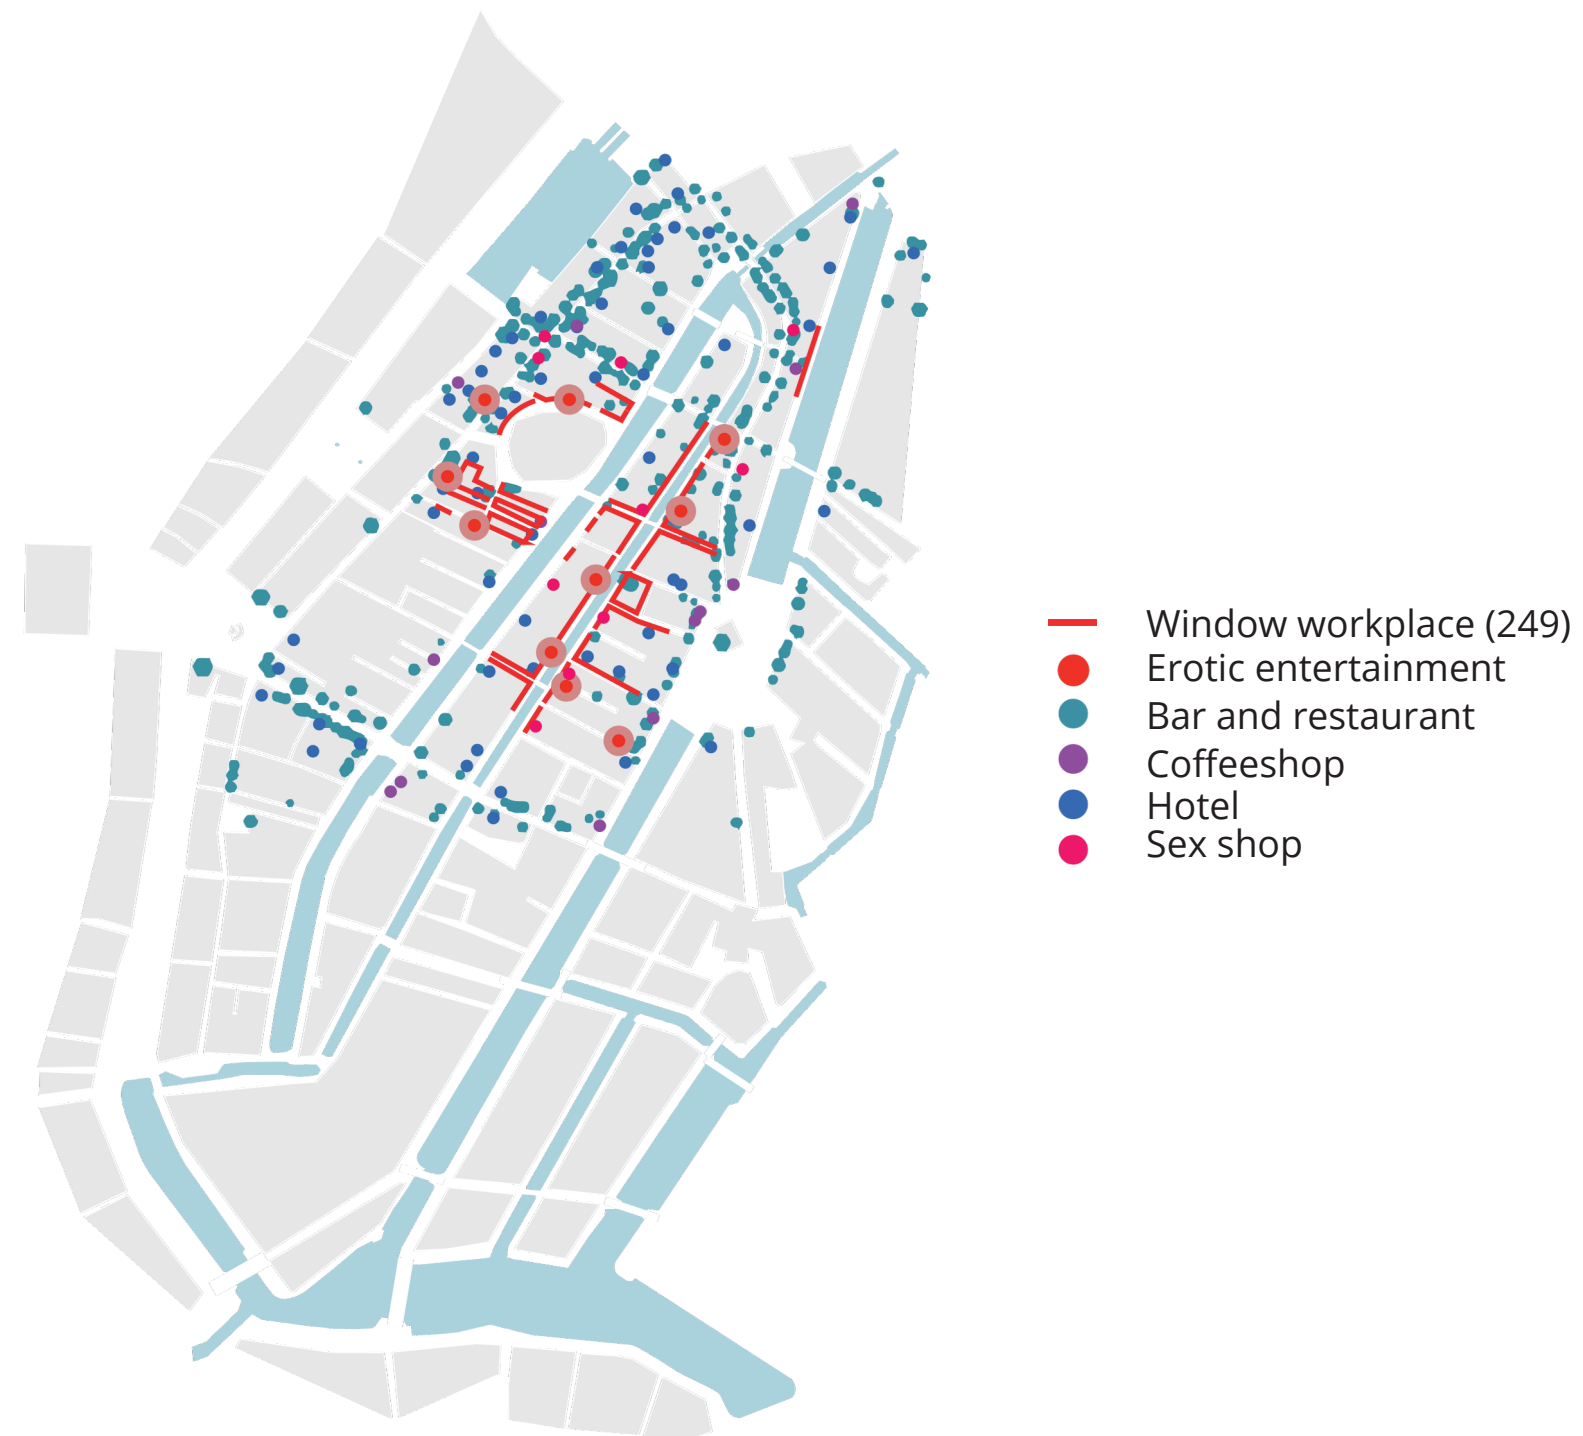 Window workplace (249)
Erotic entertainment
Bar and restaurant
Coffeeshop
Hotel
Sex shop